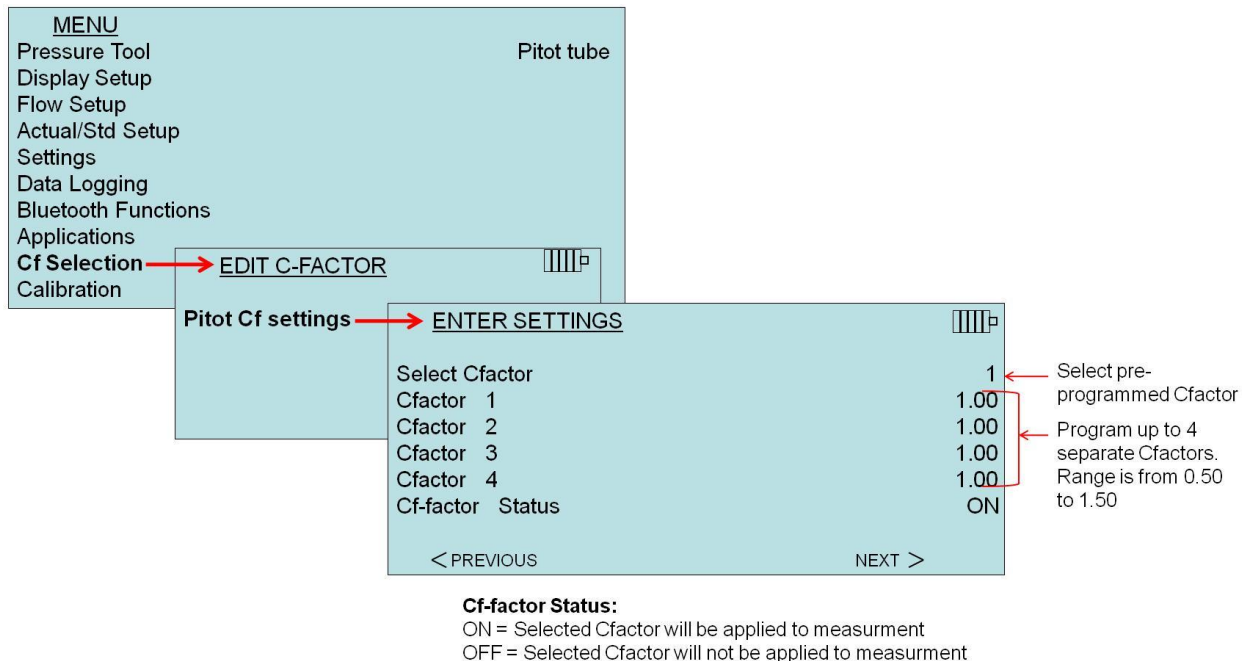 MENU
Pressure Tool Pitot tube
Display Setup
Flow Setup
Actual/Std Setup
Settings
Data Logging
Bluetooth Functions
Applications
Cf Selection
Calibration
EDIT C-FACTOR
Pitot Cf settings
ENTER SETTINGS
Select Cfactor 1
Cfactor 1 1.00
Cfactor 2 1.00
Cfactor 3 1.00
Cfactor 4 1.00
Cf-factor Status ON
< PREVIOUS NEXT >
Select pre-
programmed Cfactor
Program up to 4
separate Cfactors.
Range is from 0.50
to 1.50
Cf-factor Status:
ON = Selected Cfactor will be applied to measurment
OFF = Selected Cfactor will not be applied to measurment